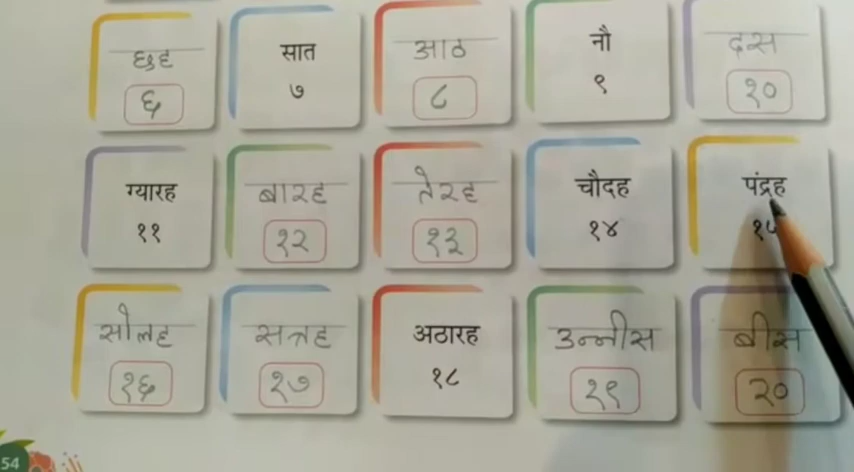 छह सात आठ नौ दस
६ ७ ८ ९ १०
ग्यारह बारह तेरह चौदह पंद्रह
११ १२ १३ १४ १५
सोलह सत्रह अठारह उन्नीस बीस
१६ १७ १८ १९ २०
54